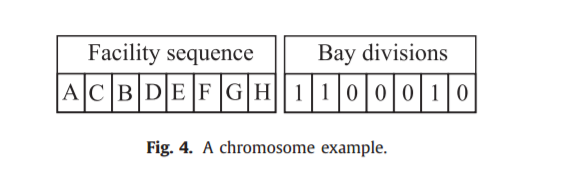 Facility sequence Bay divisions
A C B D E F G H 1 1 0 0 0 1 0
Fig. 4. A chromosome example.